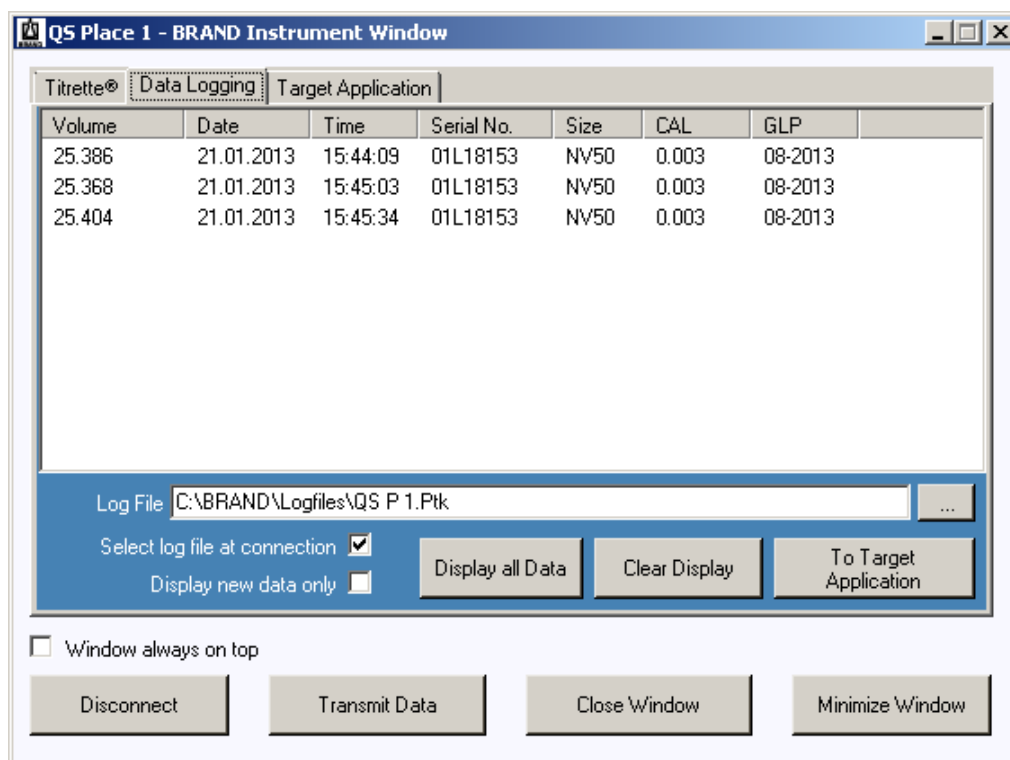 QS Place 1 - BRAND Instrument Window
Titrette® Data Logging Target Application
Volume Date Time Serial No. Size CAL GLP
25.386 21.01.2013 15:44:09 01L18153 NV50 0.003 08-2013
25.368 21.01.2013 15:45:03 01L18153 NV50 0.003 08-2013
25.404 21.01.2013 15:45:34 01L18153 NV50 0.003 08-2013
Log File C:\BRAND\Logfiles\QS P 1.Ptk ...
Select log file at connection
Display new data only
Display all Data Clear Display To Target
Application
Window always on top
Disconnect Transmit Data Close Window Minimize Window